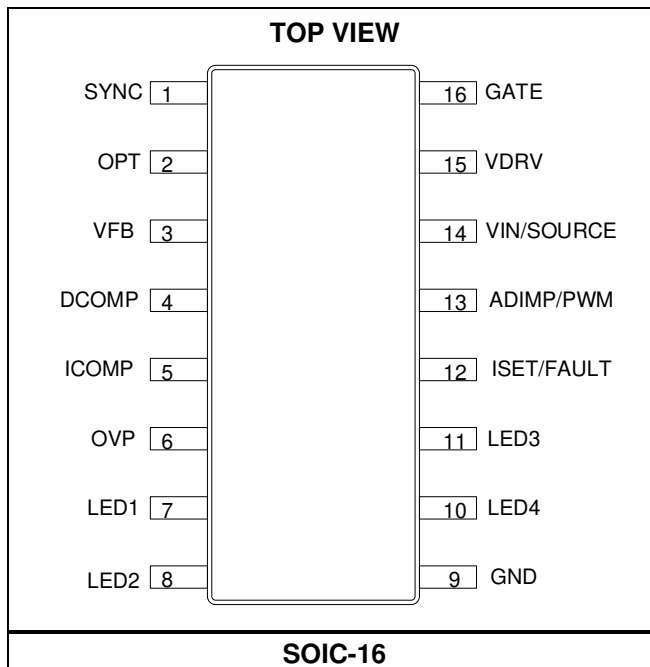 TOP VIEW
SYNC 1 16 GATE
OPT 2 15 VDRV
VFB 3 14 VIN/SOURCE
DCOMP 4 13 ADIMP/PWM
ICOMP 5 12 ISET/FAULT
OVP 6 11 LED3
LED1 7 10 LED4
LED2 8 9 GND
SOIC-16